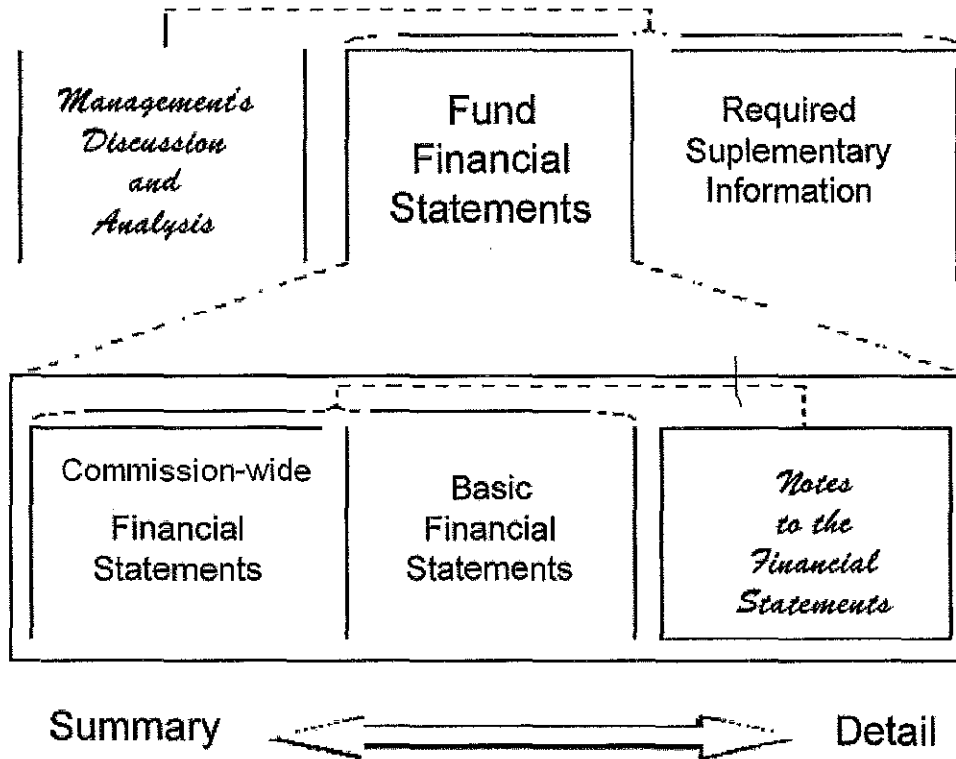 Management's
Discussion
and
Analysis
Fund
Financial
Statements
Required
Suplementary
Information
Commission-wide
Financial
Statements
Basic
Financial
Statements
Notes
to the
Financial
Statements
Summary
Detail